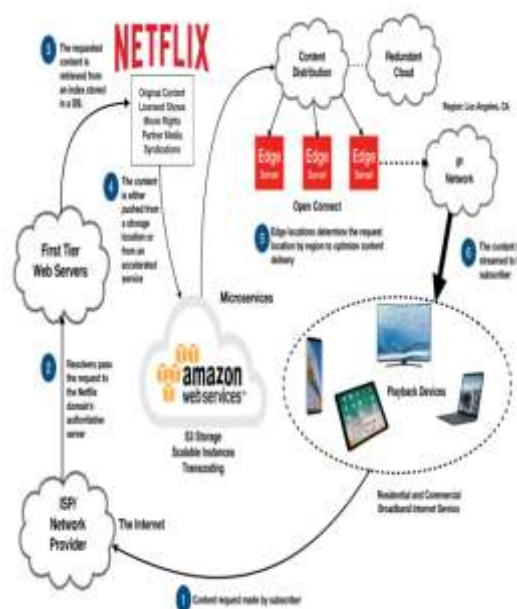 NETFLIX
3
The requested
content is
retrieved from
an index stored
in a DB.
Original Content
Licensed Shows
Movie Rights
Partner Media
Syndications
Content
Distribution
Redundant
Cloud
Region: Los Angeles, CA
Edge
Server
Edge
Server
Edge
Server
IP
Network
Open Connect
4
The content
is either
pushed from
a storage
location or
from an
accelerated
service
5
Edge locations determine the request
location by region to optimize content
delivery
6
The content is
streamed to
subscriber
First Tier
Web Servers
Microservices
amazon
webservices
S3 Storage
Scalable Instances
Transcoding
Playback Devices
2
Resolvers pass
the request to
the Netflix
domain's
authoritative
server
Residential and Commercial
Broadband Internet Service
ISP/
Network
Provider
The Internet
1
Content request made by subscriber